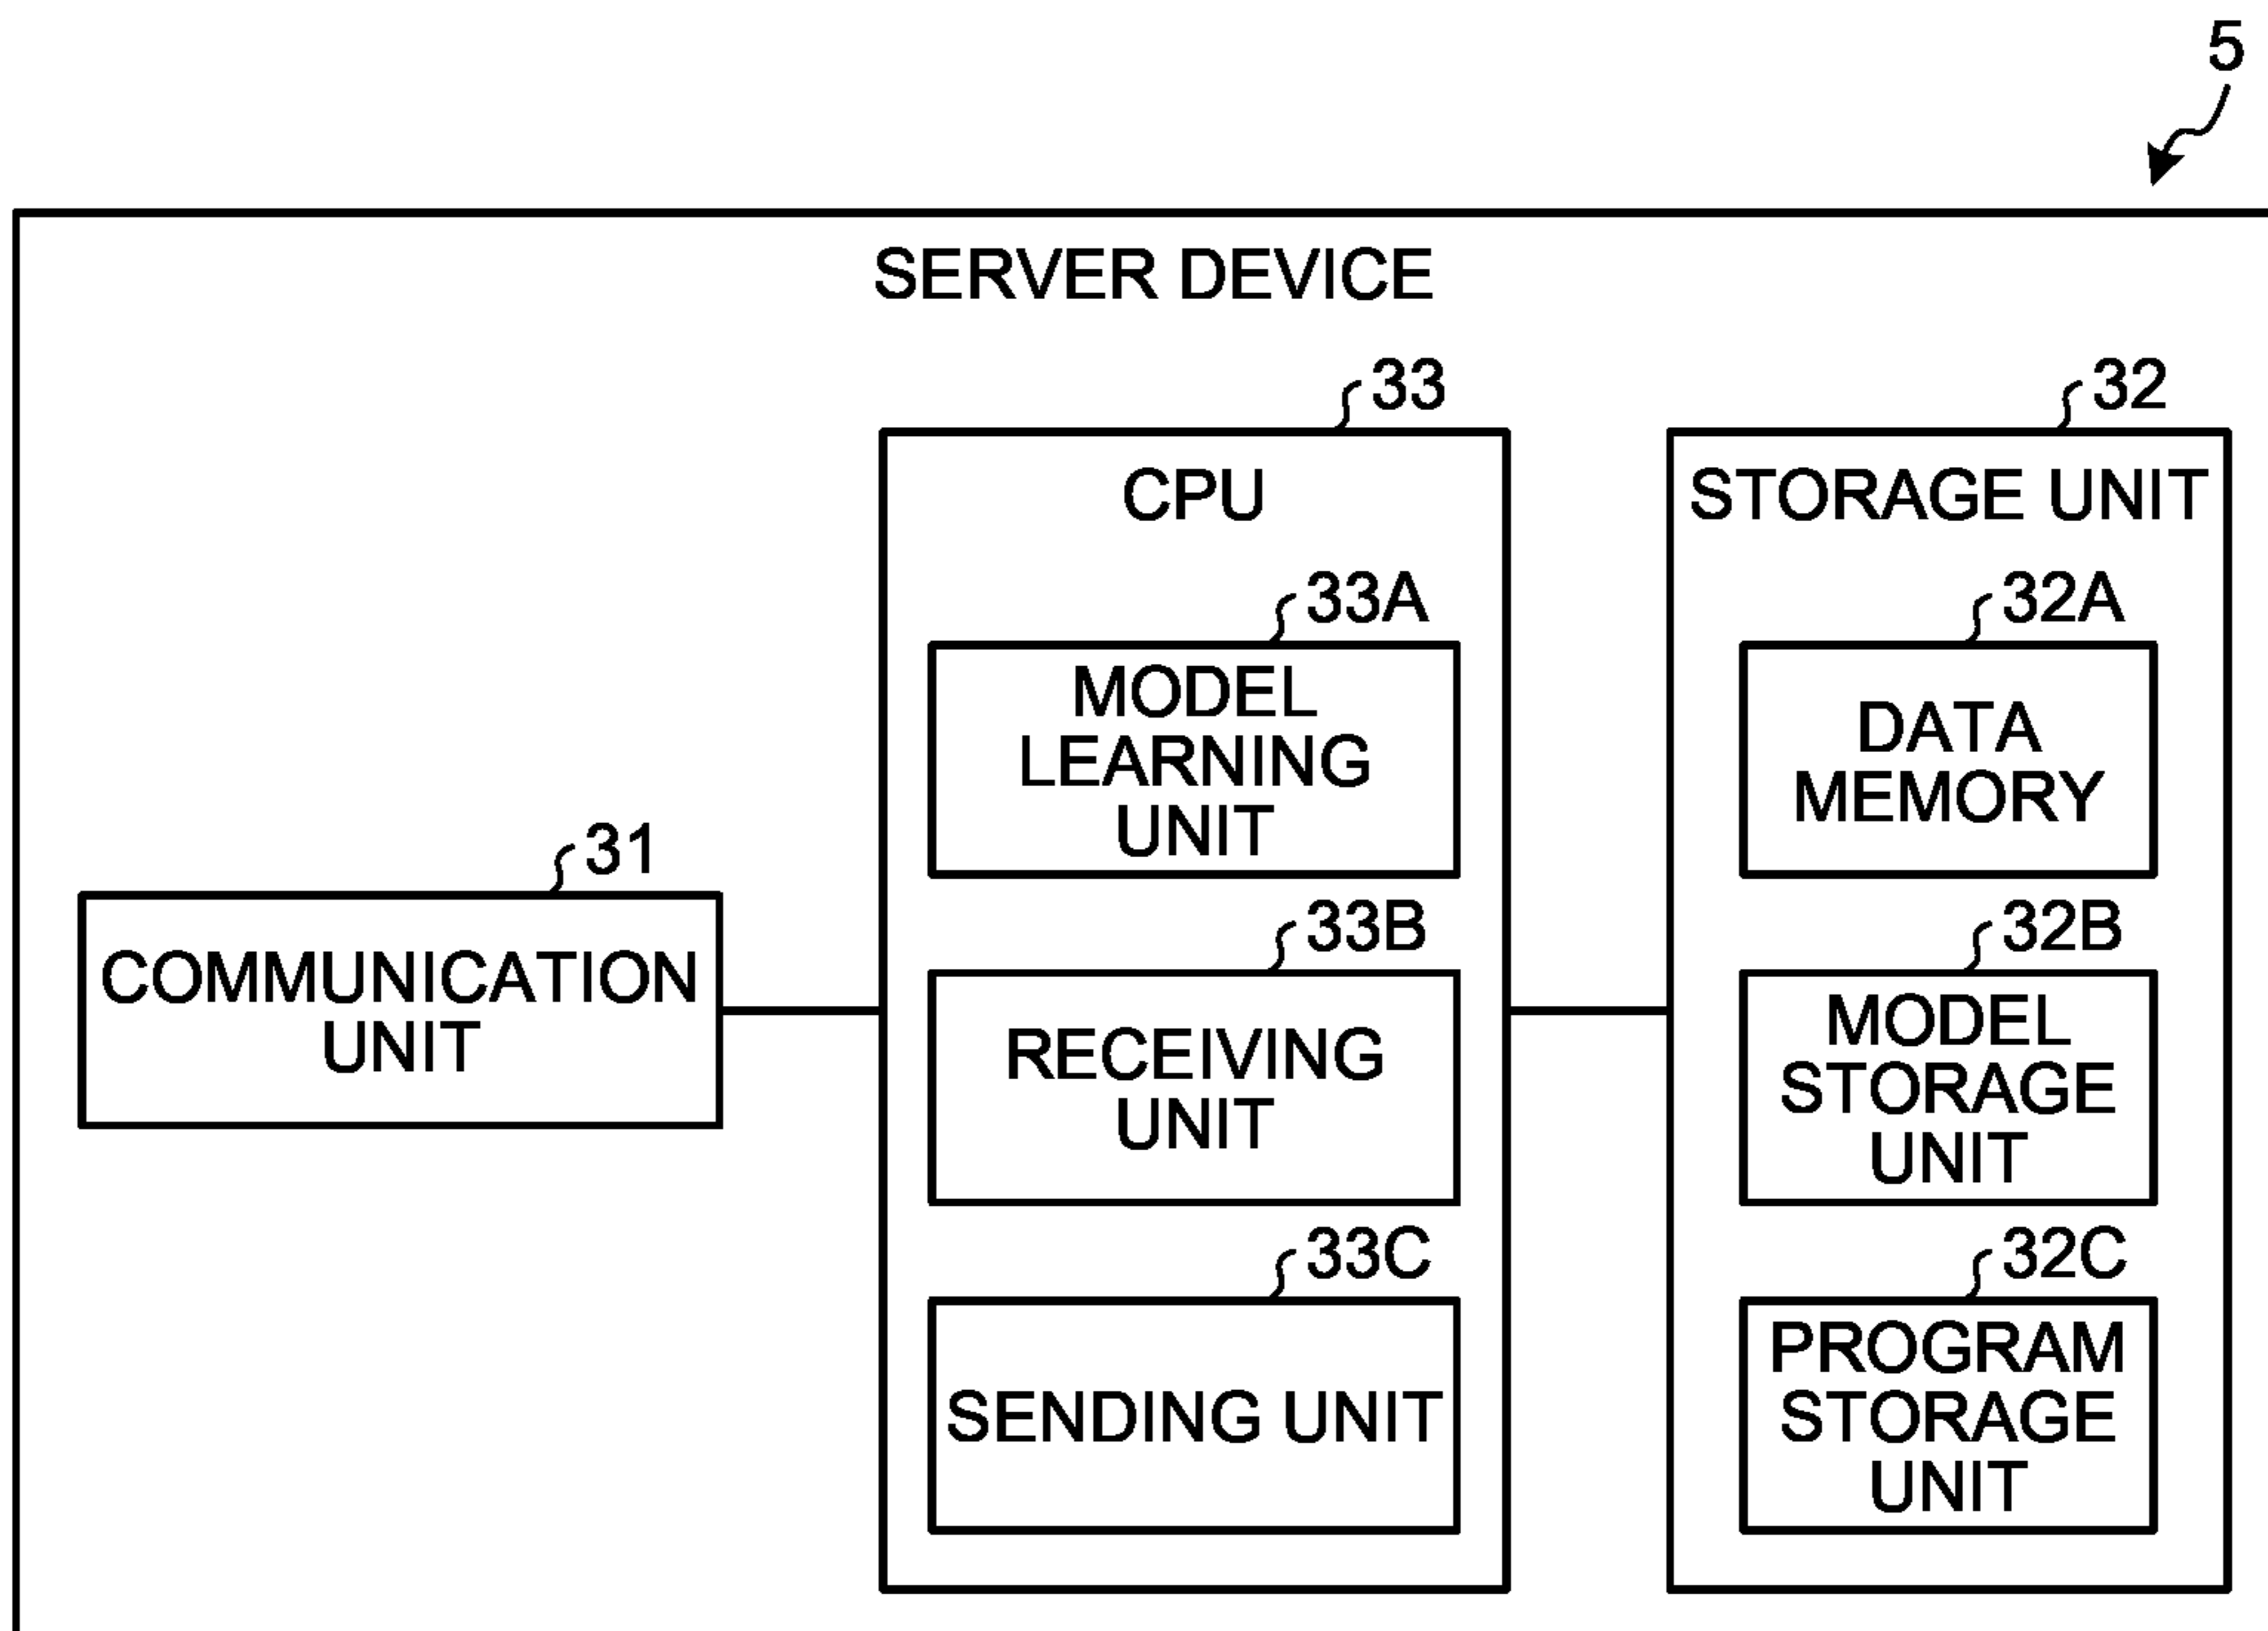 5
SERVER DEVICE
33
CPU
33A
MODEL
LEARNING
UNIT
33B
RECEIVING
UNIT
33C
SENDING UNIT
32
STORAGE UNIT
32A
DATA
MEMORY
32B
MODEL
STORAGE
UNIT
32C
PROGRAM
STORAGE
UNIT
31
COMMUNICATION
UNIT